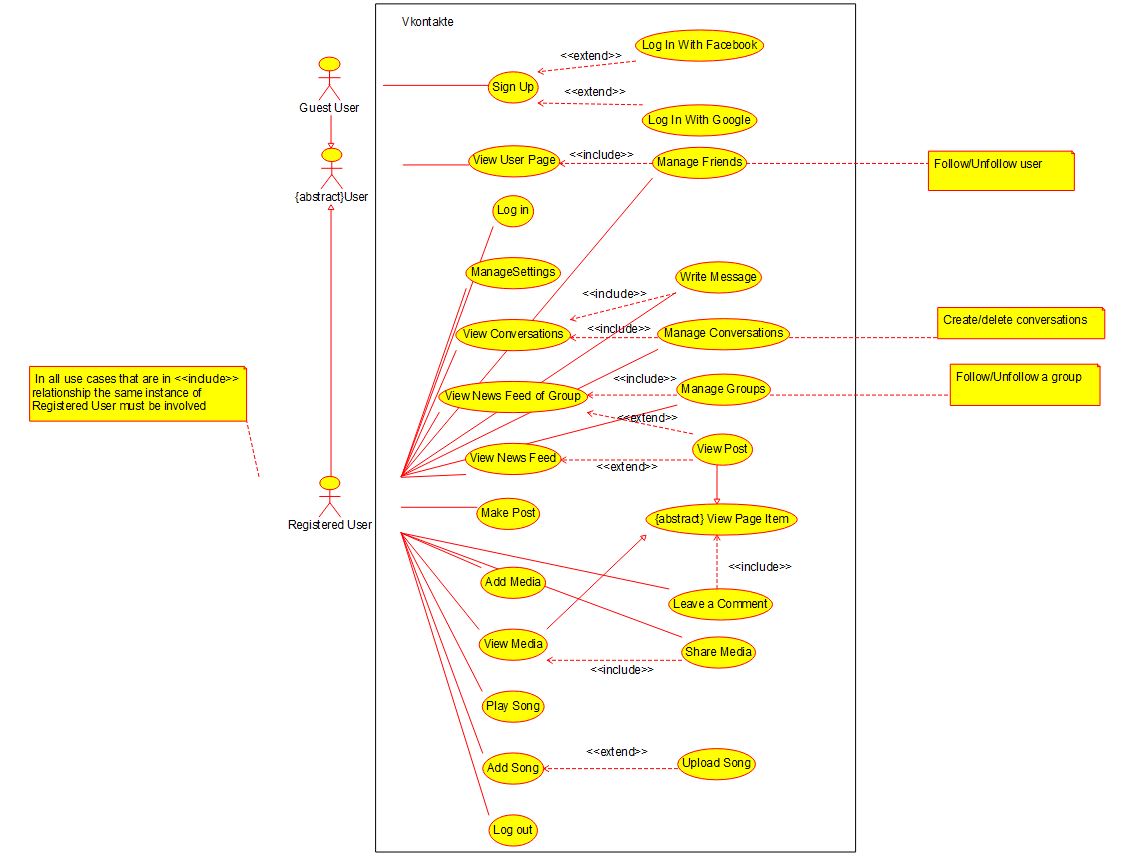 Vkontakte
Log In With Facebook
<<extend>>
Sign Up
<<extend>>
Guest User
Log In With Google
View User Page
<<include>>
Manage Friends
Follow/Unfollow user
{abstract}User
Log in
ManageSettings
Write Message
<<include>>
View Conversations
<<include>>
Manage Conversations
Create/delete conversations
In all use cases that are in <<include>>
relationship the same instance of
Registered User must be involved
<<include>>
View News Feed of Group
Manage Groups
Follow/Unfollow a group
<<extend>>
View Post
View News Feed
<<extend>>
Registered User
Make Post
{abstract} View Page Item
<<include>>
Add Media
Leave a Comment
View Media
Share Media
<<include>>
Play Song
<<extend>>
Add Song
Upload Song
Log out